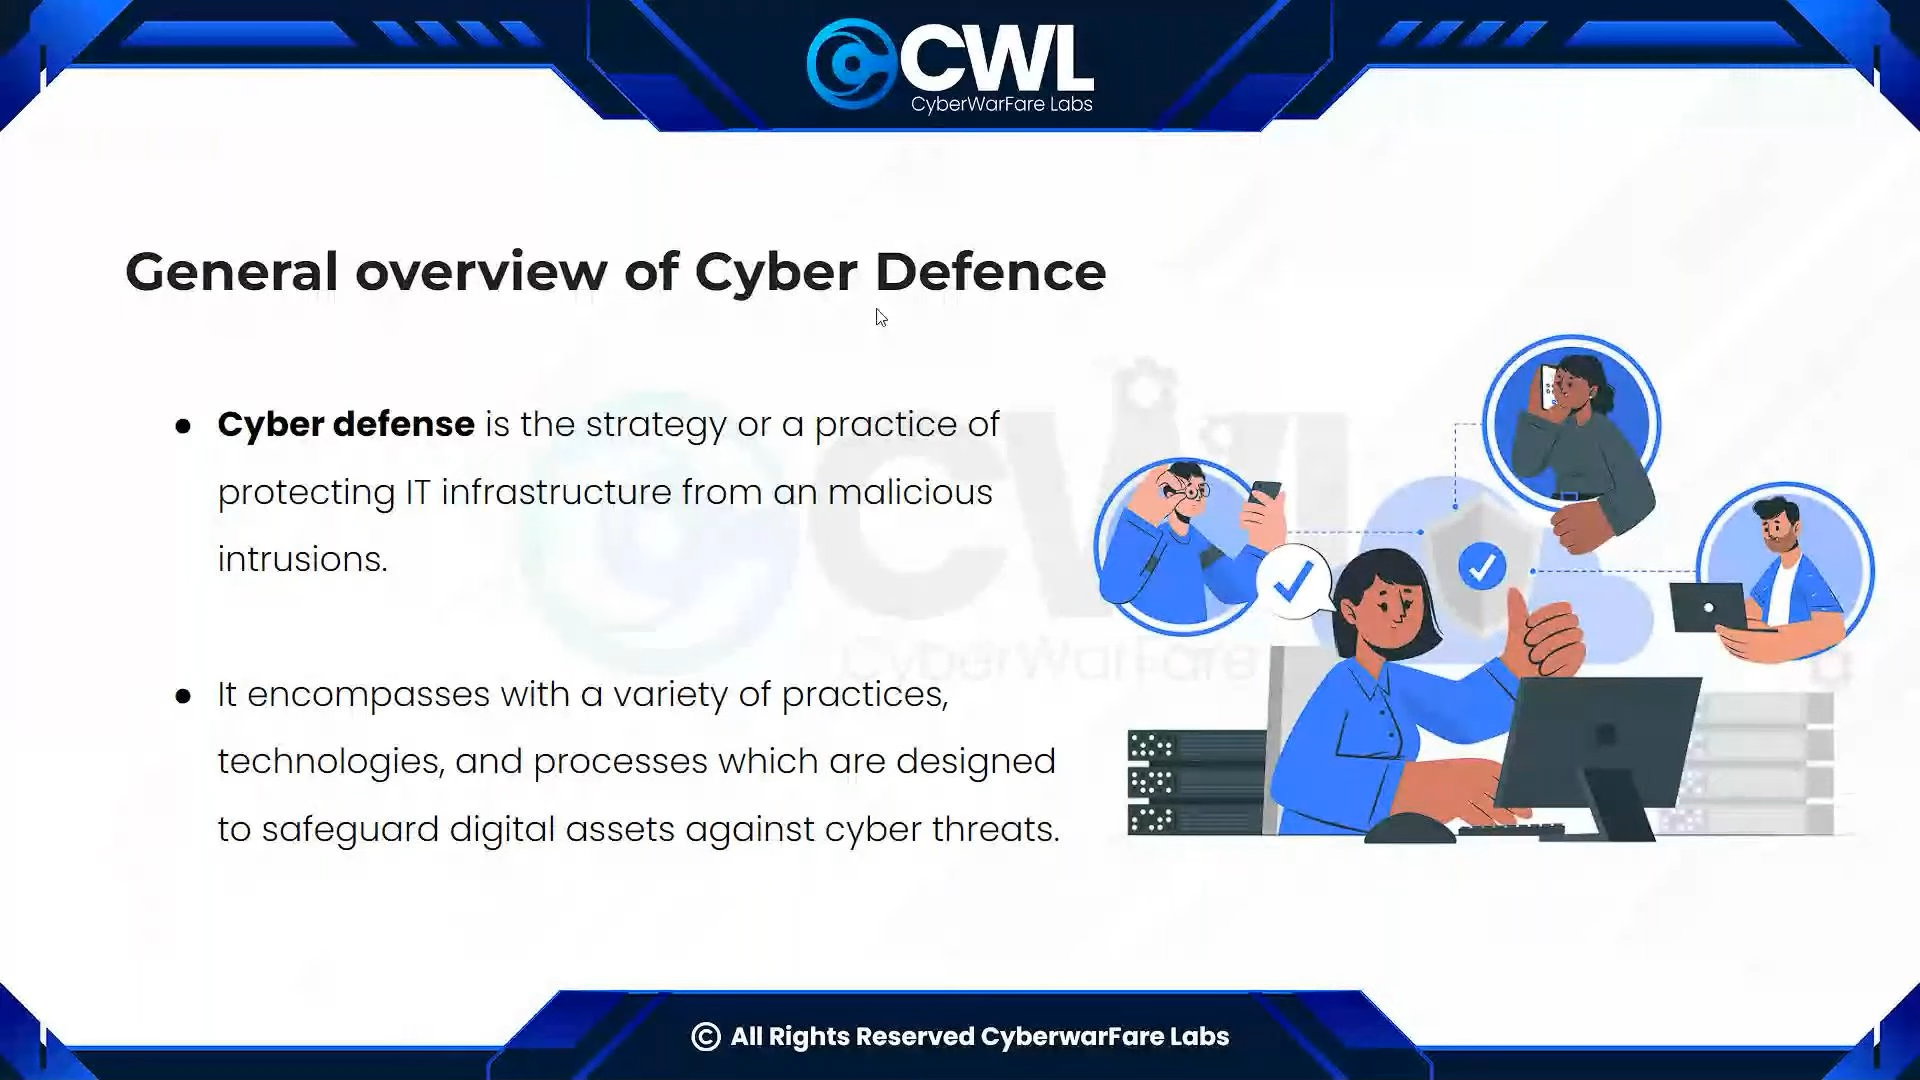 CWL
CyberWarFare Labs
General overview of Cyber Defence
● Cyber defense is the strategy or a practice of
protecting IT infrastructure from an malicious
intrusions.
● It encompasses with a variety of practices,
technologies, and processes which are designed
to safeguard digital assets against cyber threats.
CWL
CyberWarFare
© All Rights Reserved CyberwarFare Labs